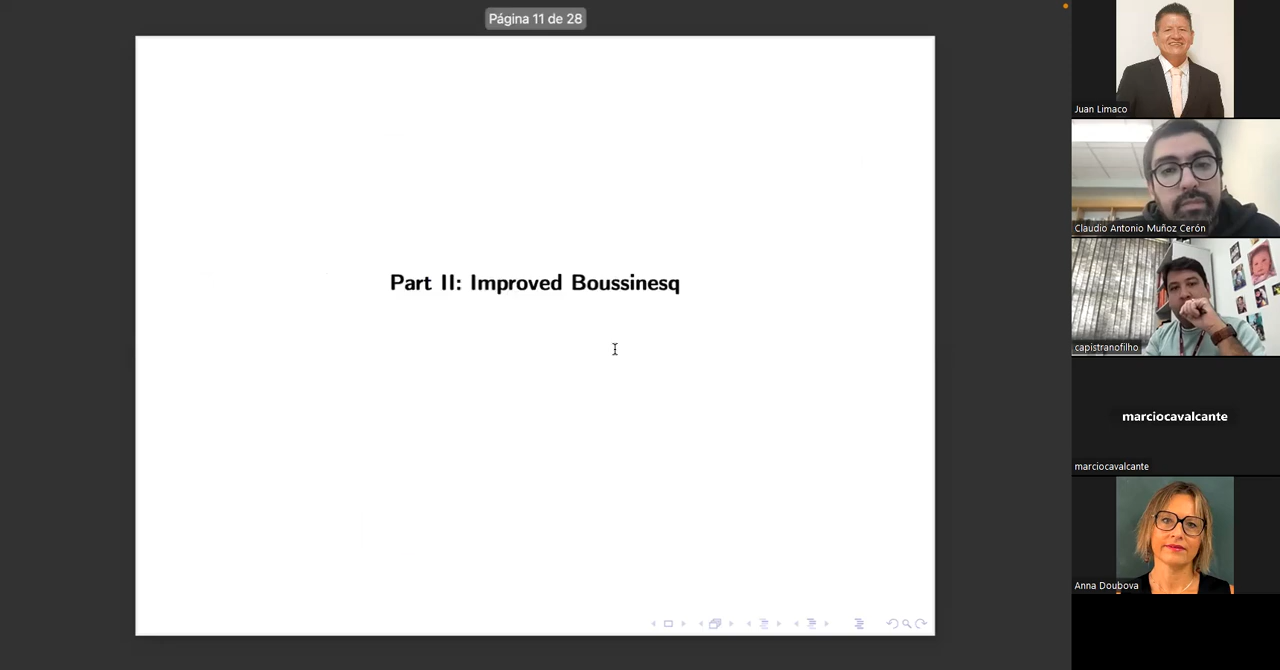 Página 11 de 28
Part II: Improved Boussinesq
Juan Limaco
Claudio Antonio Muñoz Cerón
capistranofilho
marciocavalcante
marciocavalcante
Anna Doubova